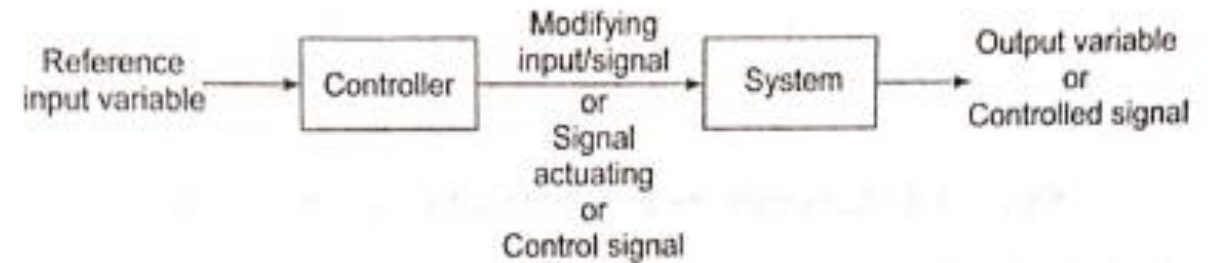 Reference
input variable
Controller
Modifying
input/signal
or
Signal
actuating
or
Control signal
System
Output variable
or
Controlled signal